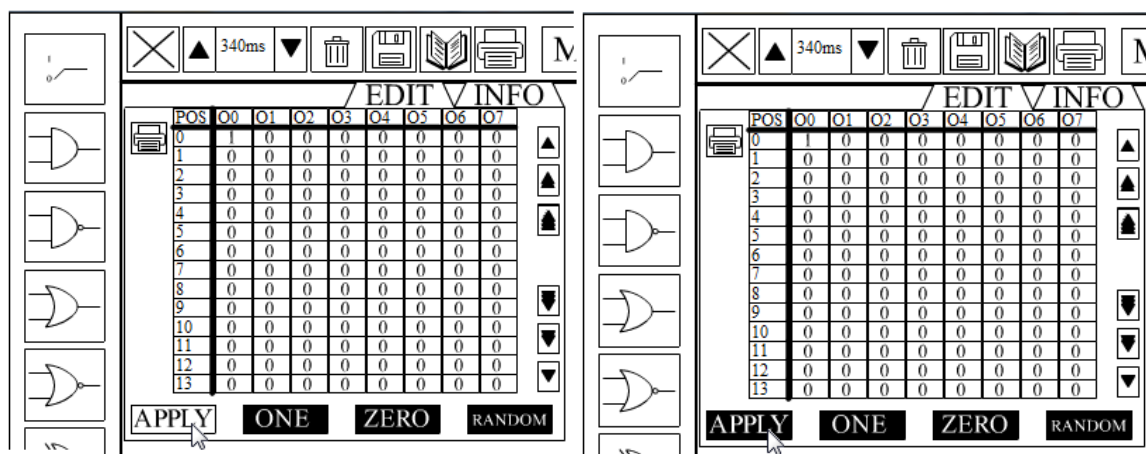 1
0
340ms M
EDIT INFO
POS O0 O1 O2 O3 O4 O5 O6 O7
0 1 0 0 0 0 0 0 0
1 0 0 0 0 0 0 0 0
2 0 0 0 0 0 0 0 0
3 0 0 0 0 0 0 0 0
4 0 0 0 0 0 0 0 0
5 0 0 0 0 0 0 0 0
6 0 0 0 0 0 0 0 0
7 0 0 0 0 0 0 0 0
8 0 0 0 0 0 0 0 0
9 0 0 0 0 0 0 0 0
10 0 0 0 0 0 0 0 0
11 0 0 0 0 0 0 0 0
12 0 0 0 0 0 0 0 0
13 0 0 0 0 0 0 0 0
APPLY ONE ZERO RANDOM
1
0
340ms
EDIT INFO
POS O0 O1 O2 O3 O4 O5 O6 O7
0 1 0 0 0 0 0 0 0
1 0 0 0 0 0 0 0 0
2 0 0 0 0 0 0 0 0
3 0 0 0 0 0 0 0 0
4 0 0 0 0 0 0 0 0
5 0 0 0 0 0 0 0 0
6 0 0 0 0 0 0 0 0
7 0 0 0 0 0 0 0 0
8 0 0 0 0 0 0 0 0
9 0 0 0 0 0 0 0 0
10 0 0 0 0 0 0 0 0
11 0 0 0 0 0 0 0 0
12 0 0 0 0 0 0 0 0
13 0 0 0 0 0 0 0 0
APPLY ONE ZERO RANDOM